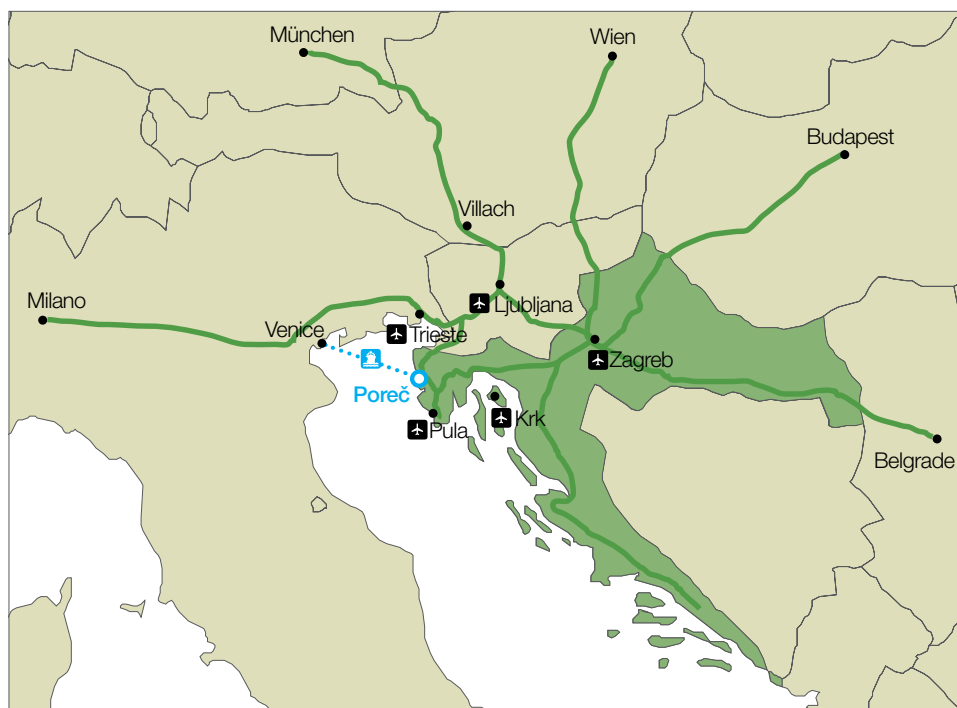 München
Wien
Budapest
Villach
Milano
Ljubljana
Venice
Trieste
Zagreb
Poreč
Krk
Pula
Belgrade